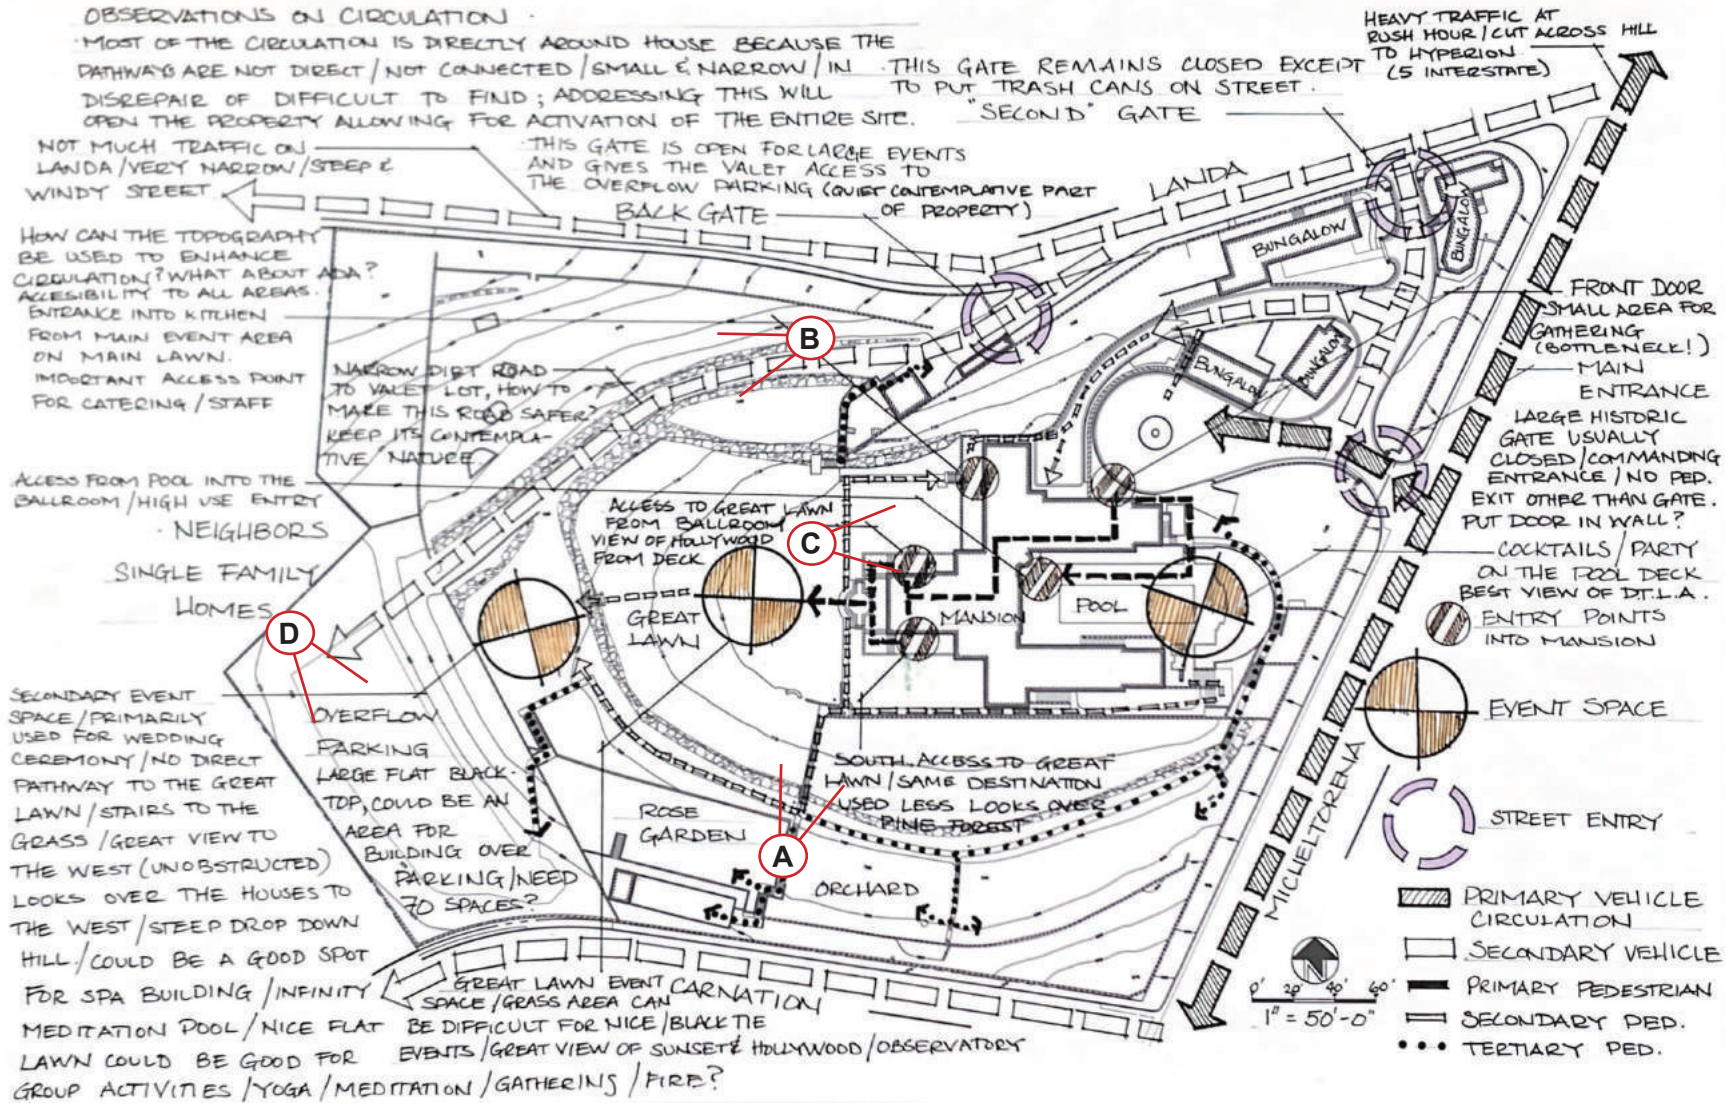 OBSERVATIONS ON CIRCULATION.
·MOST OF THE CIRCULATION IS DIRECTLY AROUND HOUSE BECAUSE THE
PATHWAYS ARE NOT DIRECT/NOT CONNECTED/SMALL & NARROW/IN
DISREPAIR OF DIFFICULT TO FIND; ADDRESSING THIS WILL
OPEN THE PROPERTY ALLOWING FOR ACTIVATION OF THE ENTIRE SITE.
HEAVY TRAFFIC AT
RUSH HOUR/CUT ACROSS HILL
TO HYPERION
(5 INTERSTATE)
·THIS GATE REMAINS CLOSED EXCEPT
TO PUT TRASH CANS ON STREET.
"SECOND" GATE
NOT MUCH TRAFFIC ON
LANDA/VERY NARROW/STEEP &
WINDY STREET
·THIS GATE IS OPEN FOR LARGE EVENTS
AND GIVES THE VALET ACCESS TO
THE OVERFLOW PARKING (QUIET CONTEMPLATIVE PART
OF PROPERTY)
BACK GATE
LANDA
BUNGALOW
BUNGALOW
HOW CAN THE TOPOGRAPHY
BE USED TO ENHANCE
CIRCULATION? WHAT ABOUT ADA?
ACCESIBILITY TO ALL AREAS.
ENTRANCE INTO KITCHEN
FROM MAIN EVENT AREA
ON MAIN LAWN.
IMPORTANT ACCESS POINT
FOR CATERING/STAFF
B
NARROW DIRT ROAD
TO VALET LOT, HOW TO
MAKE THIS ROAD SAFER?
KEEP ITS CONTEMPLA-
TIVE NATURE
BUNGALOW
BUNGALOW
FRONT DOOR
SMALL AREA FOR
GATHERING
(BOTTLENECK!)
MAIN
ENTRANCE
LARGE HISTORIC
GATE USUALLY
CLOSED/COMMANDING
ENTRANCE/NO PED.
EXIT OTHER THAN GATE.
PUT DOOR IN WALL?
ACCESS FROM POOL INTO THE
BALLROOM/HIGH USE ENTRY
·NEIGHBORS
SINGLE FAMILY
HOMES
ACCESS TO GREAT LAWN
FROM BALLROOM
VIEW OF HOLLYWOOD
FROM DECK
C
COCKTAILS/PARTY
ON THE POOL DECK
BEST VIEW OF D.T.L.A.
GREAT
LAWN
MANSION
POOL
D
ENTRY POINTS
INTO MANSION
EVENT SPACE
STREET ENTRY
SECONDARY EVENT
SPACE/PRIMARILY
USED FOR WEDDING
CEREMONY/NO DIRECT
PATHWAY TO THE GREAT
LAWN/STAIRS TO THE
GRASS/GREAT VIEW TO
THE WEST (UNOBSTRUCTED)
LOOKS OVER THE HOUSES TO
THE WEST/STEEP DROP DOWN
HILL/COULD BE A GOOD SPOT
FOR SPA BUILDING/INFINITY
MEDITATION POOL/NICE FLAT
LAWN COULD BE GOOD FOR
GROUP ACTIVITIES/YOGA/MEDITATION/GATHERING/FIRE?
OVERFLOW
PARKING
LARGE FLAT BLACK-
TOP, COULD BE AN
AREA FOR
BUILDING OVER
PARKING/NEED
70 SPACES?
SOUTH ACCESS TO GREAT
LAWN/SAME DESTINATION
USED LESS LOOKS OVER
PINE FOREST
ROSE
GARDEN
A
ORCHARD
GREAT LAWN EVENT
SPACE/GRASS AREA CAN
BE DIFFICULT FOR NICE/BLACK TIE
EVENTS/GREAT VIEW OF SUNSET & HOLLYWOOD/OBSERVATORY
CARNATION
MICHELTORENA
PRIMARY VEHICLE
CIRCULATION
SECONDARY VEHICLE
PRIMARY PEDESTRIAN
SECONDARY PED.
TERTIARY PED.
N
0' 20' 40' 60'
1" = 50'-0"